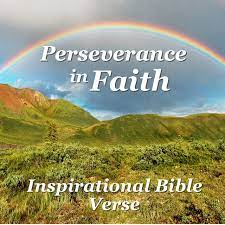 Perseverance
in Faith
Inspirational Bible
Verse